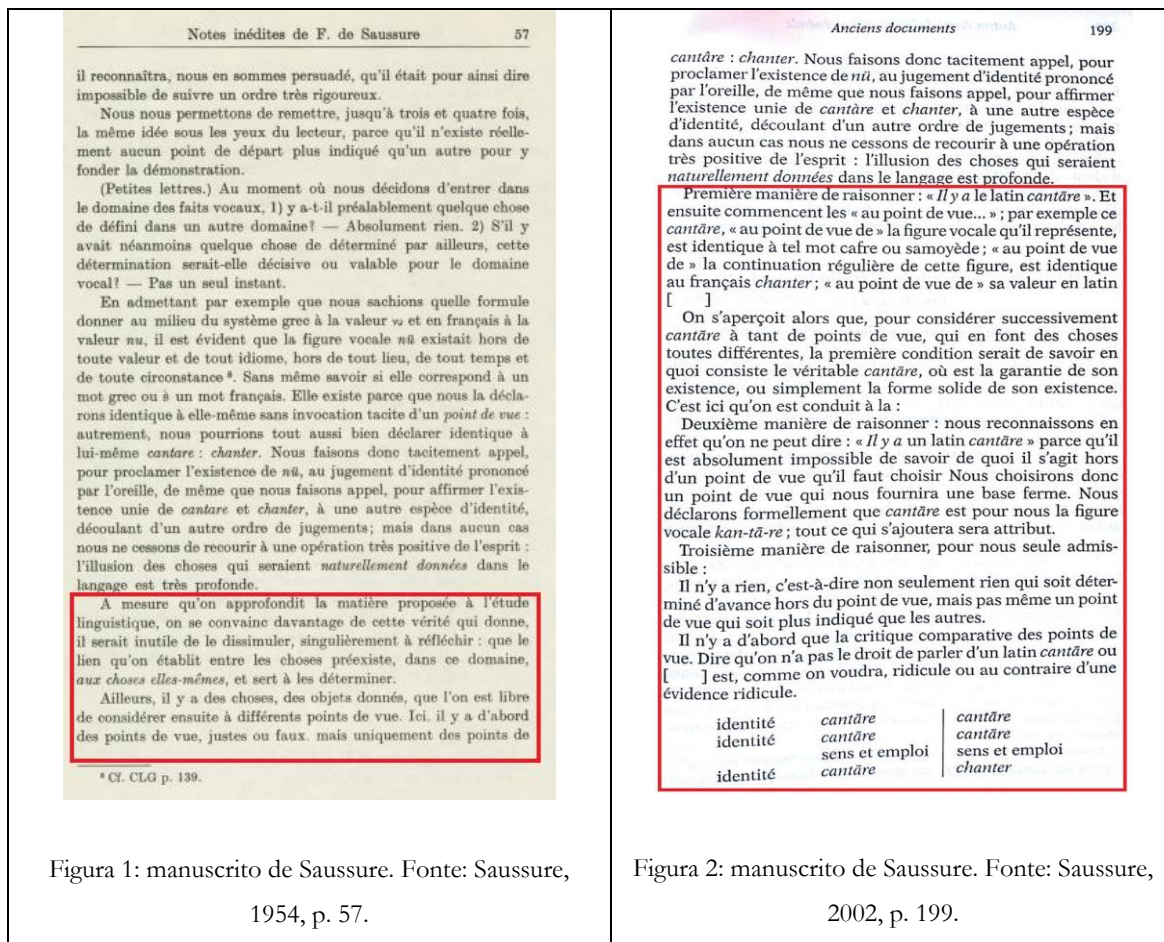 Notes inédites de F. de Saussure 57
il reconnaîtra, nous en sommes persuadé, qu'il était pour ainsi dire
impossible de suivre un ordre très rigoureux.
Nous nous permettons de remettre, jusqu'à trois et quatre fois,
la même idée sous les yeux du lecteur, parce qu'il n'existe réelle-
ment aucun point de départ plus indiqué qu'un autre pour y
fonder la démonstration.
(Petites lettres.) Au moment où nous décidons d'entrer dans
le domaine des faits vocaux, 1) y a-t-il préalablement quelque chose
de défini dans un autre domaine? — Absolument rien. 2) S'il y
avait néanmoins quelque chose de déterminé par ailleurs, cette
détermination serait-elle décisive ou valable pour le domaine
vocal? — Pas un seul instant.
En admettant par exemple que nous sachions quelle formule
donner au milieu du système grec à la valeur νυ et en français à la
valeur nu, il est évident que la figure vocale nü existait hors de
toute valeur et de tout idiome, hors de tout lieu, de tout temps et
de toute circonstance ⁸. Sans même savoir si elle correspond à un
mot grec ou à un mot français. Elle existe parce que nous la décla-
rons identique à elle-même sans invocation tacite d'un point de vue :
autrement, nous pourrions tout aussi bien déclarer identique à
lui-même cantare : chanter. Nous faisons donc tacitement appel,
pour proclamer l'existence de nü, au jugement d'identité prononcé
par l'oreille, de même que nous faisons appel, pour affirmer l'exis-
tence unie de cantare et chanter, à une autre espèce d'identité,
découlant d'un autre ordre de jugements; mais dans aucun cas
nous ne cessons de recourir à une opération très positive de l'esprit :
l'illusion des choses qui seraient naturellement données dans le
langage est très profonde.
A mesure qu'on approfondit la matière proposée à l'étude
linguistique, on se convainc davantage de cette vérité qui donne,
il serait inutile de le dissimuler, singulièrement à réfléchir : que le
lien qu'on établit entre les choses préexiste, dans ce domaine,
aux choses elles-mêmes, et sert à les déterminer.
Ailleurs, il y a des choses, des objets donnés, que l'on est libre
de considérer ensuite à différents points de vue. Ici. il y a d'abord
des points de vue, justes ou faux. mais uniquement des points de
⁸ Cf. CLG p. 139.
Figura 1: manuscrito de Saussure. Fonte: Saussure,
1954, p. 57.
Anciens documents 199
cantāre : chanter. Nous faisons donc tacitement appel, pour
proclamer l'existence de nü, au jugement d'identité prononcé
par l'oreille, de même que nous faisons appel, pour affirmer
l'existence unie de cantàre et chanter, à une autre espèce
d'identité, découlant d'un autre ordre de jugements ; mais
dans aucun cas nous ne cessons de recourir à une opération
très positive de l'esprit : l'illusion des choses qui seraient
naturellement données dans le langage est profonde.
Première manière de raisonner : « Il y a le latin cantāre ». Et
ensuite commencent les « au point de vue... » ; par exemple ce
cantāre, « au point de vue de » la figure vocale qu'il représente,
est identique à tel mot cafre ou samoyède ; « au point de vue
de » la continuation régulière de cette figure, est identique
au français chanter ; « au point de vue de » sa valeur en latin
[ ]
On s'aperçoit alors que, pour considérer successivement
cantāre à tant de points de vue, qui en font des choses
toutes différentes, la première condition serait de savoir en
quoi consiste le véritable cantāre, où est la garantie de son
existence, ou simplement la forme solide de son existence.
C'est ici qu'on est conduit à la :
Deuxième manière de raisonner : nous reconnaissons en
effet qu'on ne peut dire : « Il y a un latin cantāre » parce qu'il
est absolument impossible de savoir de quoi il s'agit hors
d'un point de vue qu'il faut choisir Nous choisirons donc
un point de vue qui nous fournira une base ferme. Nous
déclarons formellement que cantāre est pour nous la figure
vocale kan-tā-re ; tout ce qui s'ajoutera sera attribut.
Troisième manière de raisonner, pour nous seule admis-
sible :
Il n'y a rien, c'est-à-dire non seulement rien qui soit déter-
miné d'avance hors du point de vue, mais pas même un point
de vue qui soit plus indiqué que les autres.
Il n'y a d'abord que la critique comparative des points de
vue. Dire qu'on n'a pas le droit de parler d'un latin cantāre ou
[ ] est, comme on voudra, ridicule ou au contraire d'une
évidence ridicule.
identité cantāre cantāre
identité cantāre cantāre
sens et emploi sens et emploi
identité cantāre chanter
Figura 2: manuscrito de Saussure. Fonte: Saussure,
2002, p. 199.